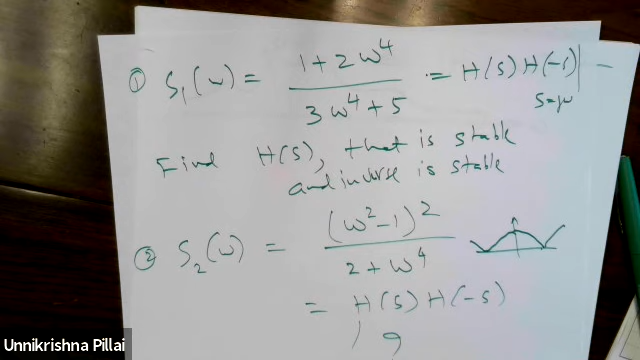 ① S₁(ω) = (1+2ω⁴)/(3ω⁴+5) = H(s) H(-s)|
s=jω
Find H(s), that is stable
and inverse is stable
② S₂(ω) = (ω²-1)²/(2+ω⁴)
= H(s) H(-s)
Unnikrishna Pillai